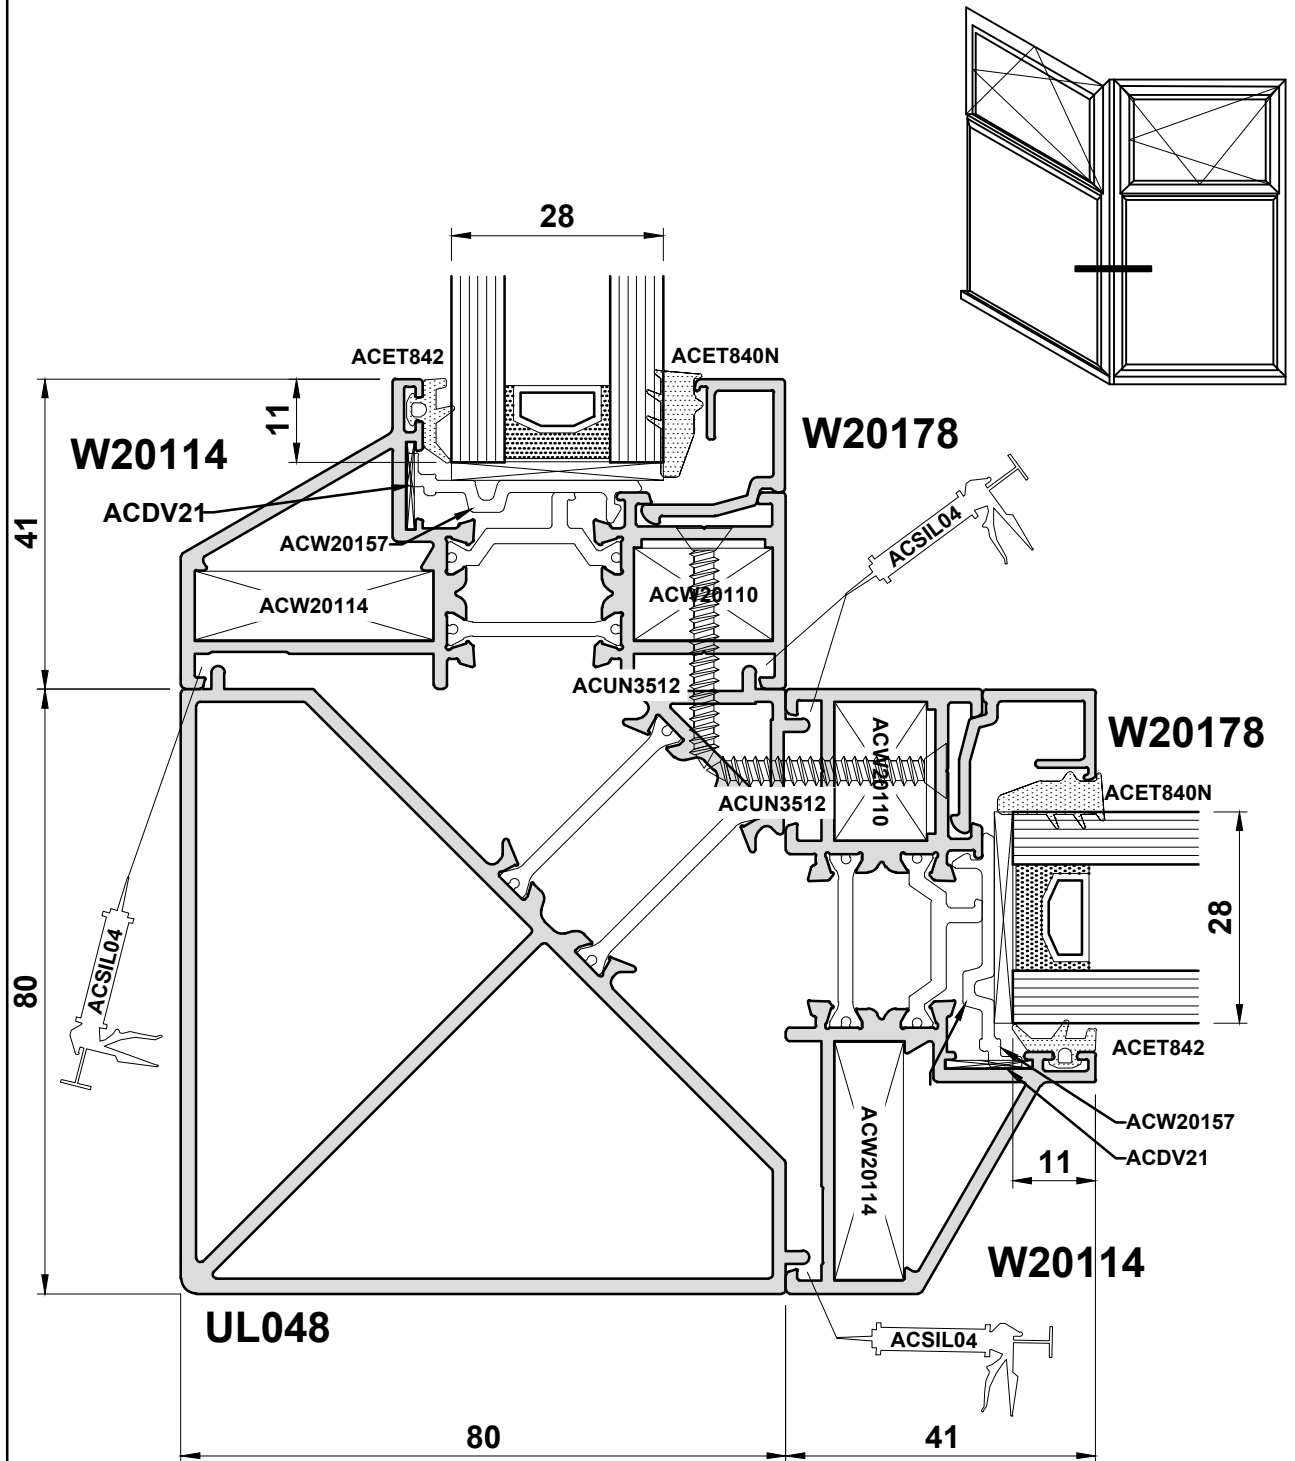 28
ACET842
ACET840N
11
W20114
W20178
41
ACDV21
ACW20157
ACSIL04
ACW20114
ACW20110
ACUN3512
ACW20110
W20178
ACUN3512
ACET840N
28
ACSIL04
80
ACET842
ACW20157
ACW20114
11
ACDV21
W20114
UL048
ACSIL04
80
41